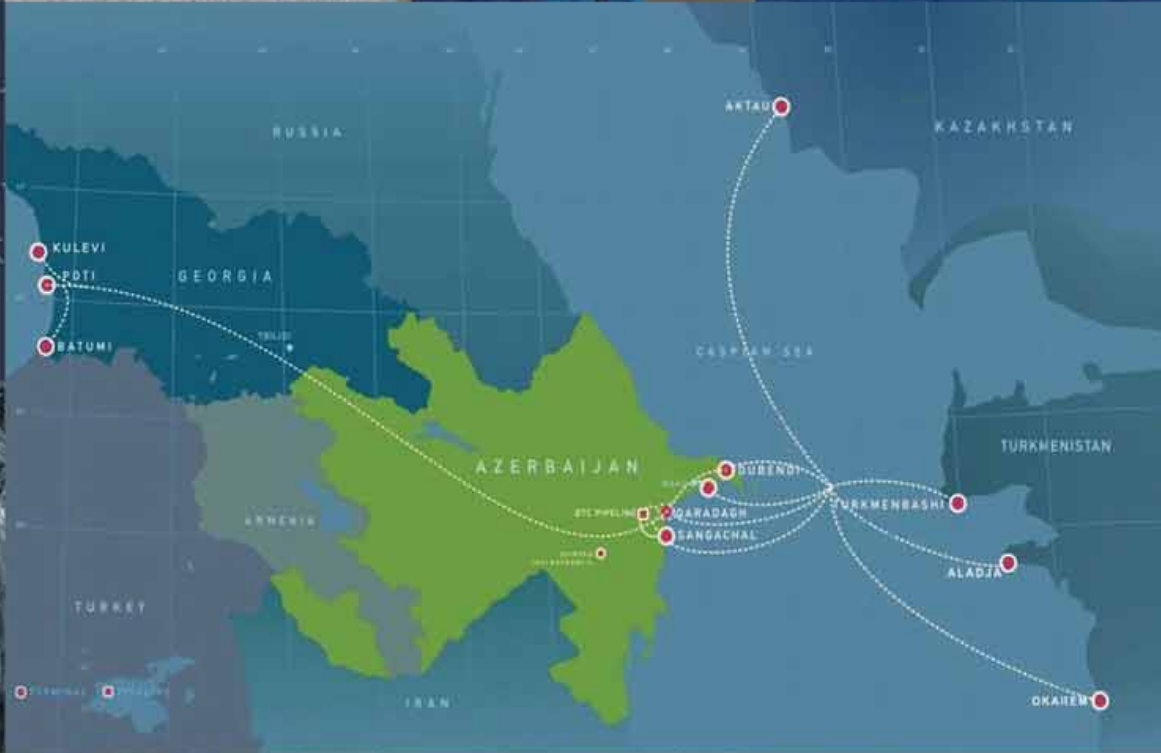 RUSSIA
AKTAU
KAZAKHSTAN
KULEVI
POTI
GEORGIA
TBILISI
BATUMI
CASPIAN SEA
TURKMENISTAN
AZERBAIJAN
DUBENDI
TURKMENBASHI
BTC PIPELINE
QARADAGH
ARMENIA
SANGACHAL
ALADJA
TURKEY
OKAREM
IRAN